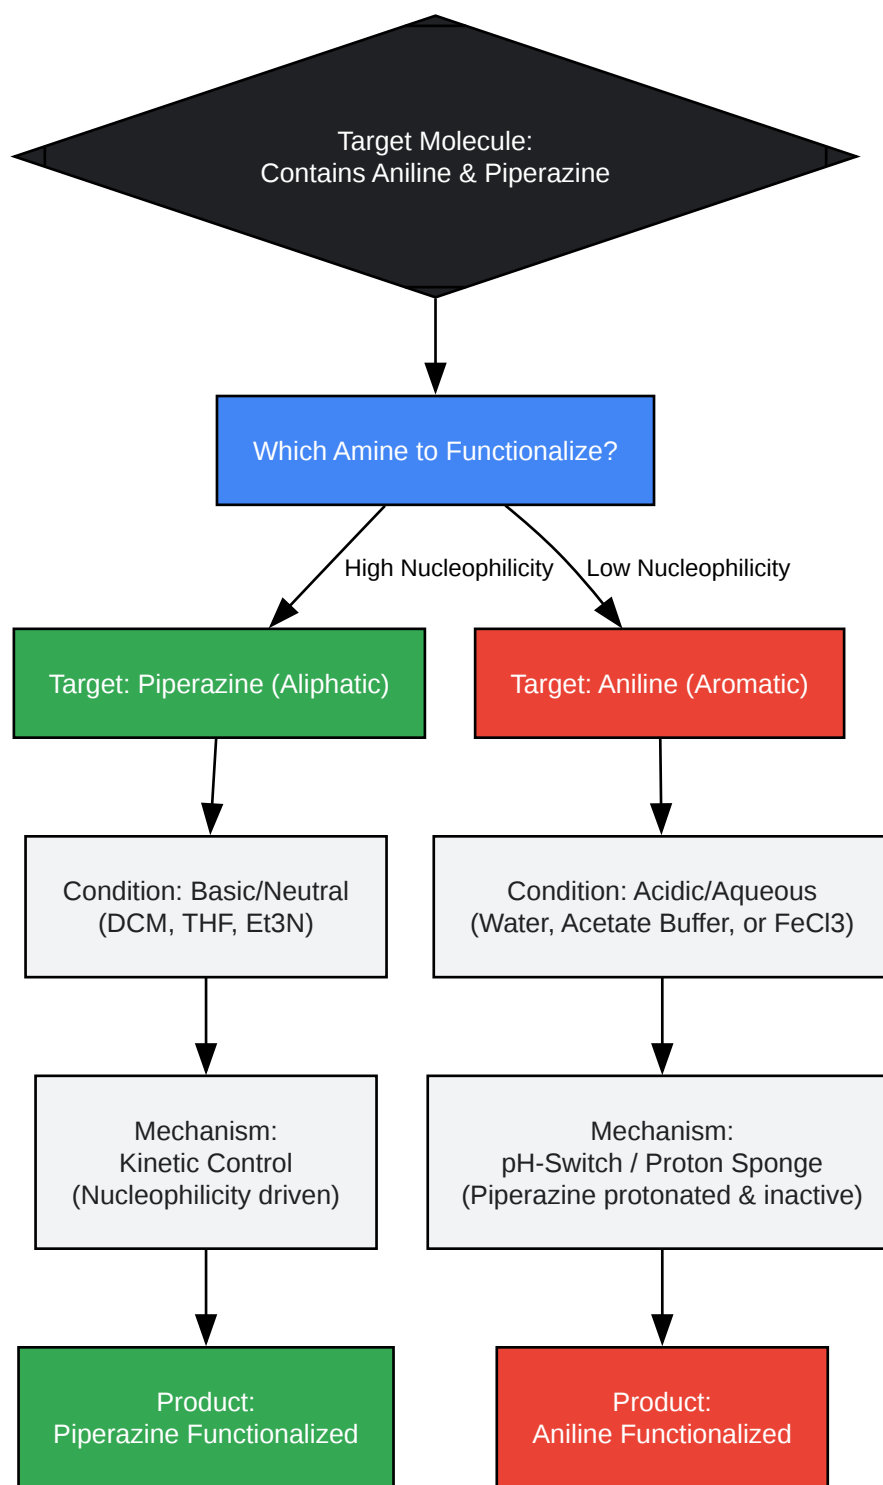 Target Molecule:
Contains Aniline & Piperazine
Which Amine to Functionalize?
High Nucleophilicity
Low Nucleophilicity
Target: Piperazine (Aliphatic)
Target: Aniline (Aromatic)
Condition: Basic/Neutral
(DCM, THF, Et3N)
Condition: Acidic/Aqueous
(Water, Acetate Buffer, or FeCl3)
Mechanism:
Kinetic Control
(Nucleophilicity driven)
Mechanism:
pH-Switch / Proton Sponge
(Piperazine protonated & inactive)
Product:
Piperazine Functionalized
Product:
Aniline Functionalized